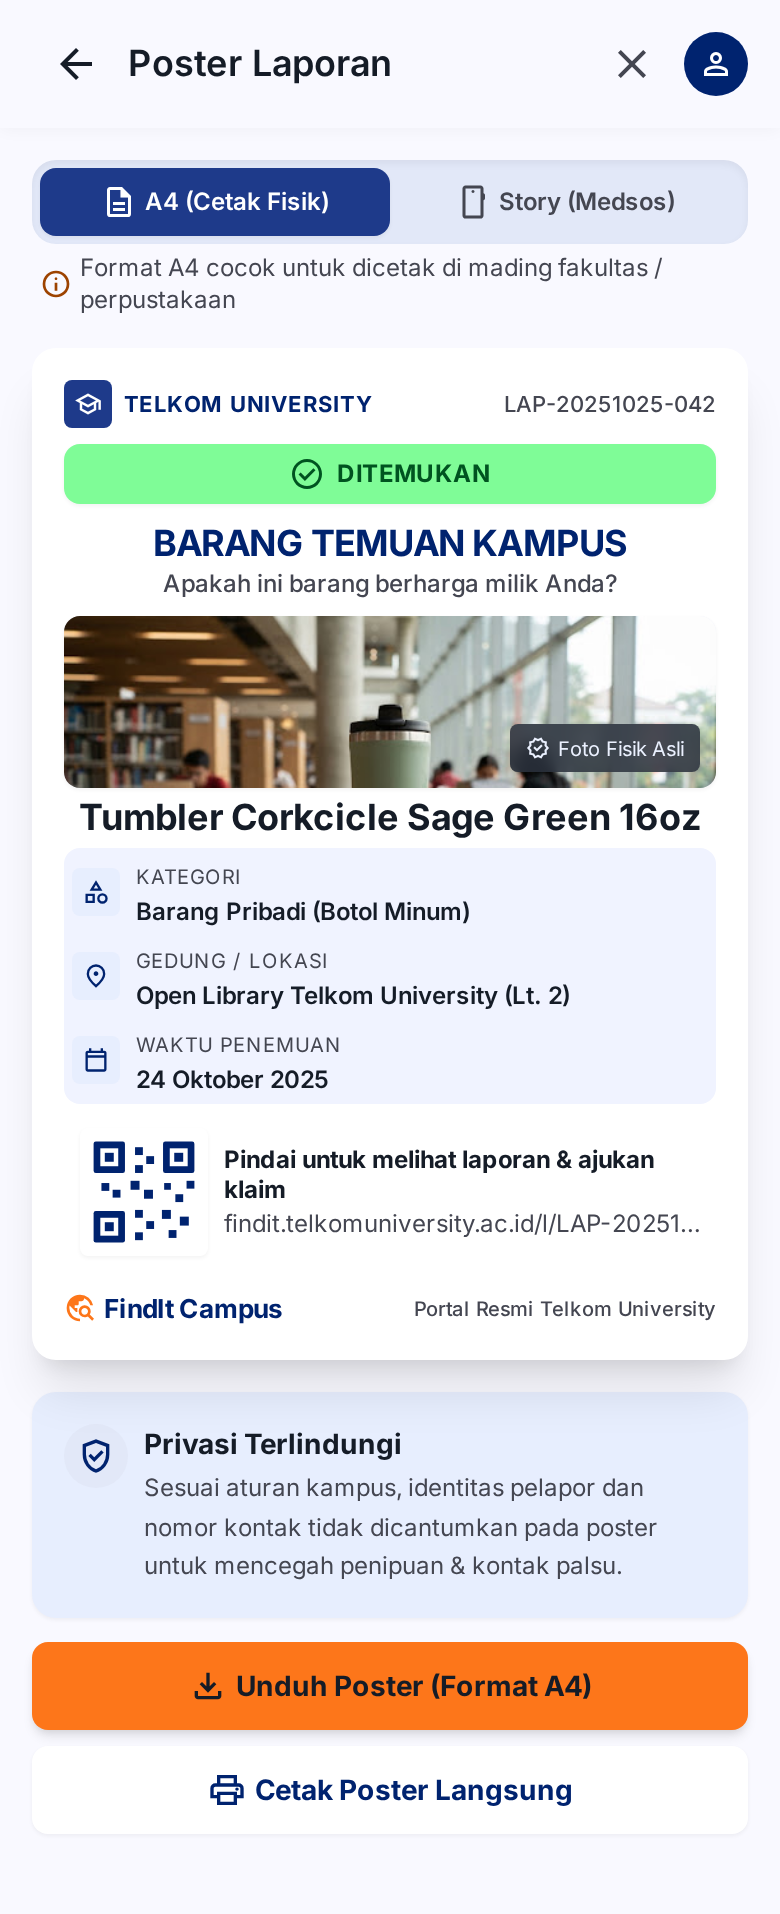 Poster Laporan
A4 (Cetak Fisik)
Story (Medsos)
Format A4 cocok untuk dicetak di mading fakultas /
perpustakaan
TELKOM UNIVERSITY
LAP-20251025-042
DITEMUKAN
BARANG TEMUAN KAMPUS
Apakah ini barang berharga milik Anda?
Foto Fisik Asli
Tumbler Corkcicle Sage Green 16oz
KATEGORI
Barang Pribadi (Botol Minum)
GEDUNG / LOKASI
Open Library Telkom University (Lt. 2)
WAKTU PENEMUAN
24 Oktober 2025
Pindai untuk melihat laporan & ajukan
klaim
findit.telkomuniversity.ac.id/l/LAP-20251...
FindIt Campus
Portal Resmi Telkom University
Privasi Terlindungi
Sesuai aturan kampus, identitas pelapor dan
nomor kontak tidak dicantumkan pada poster
untuk mencegah penipuan & kontak palsu.
Unduh Poster (Format A4)
Cetak Poster Langsung